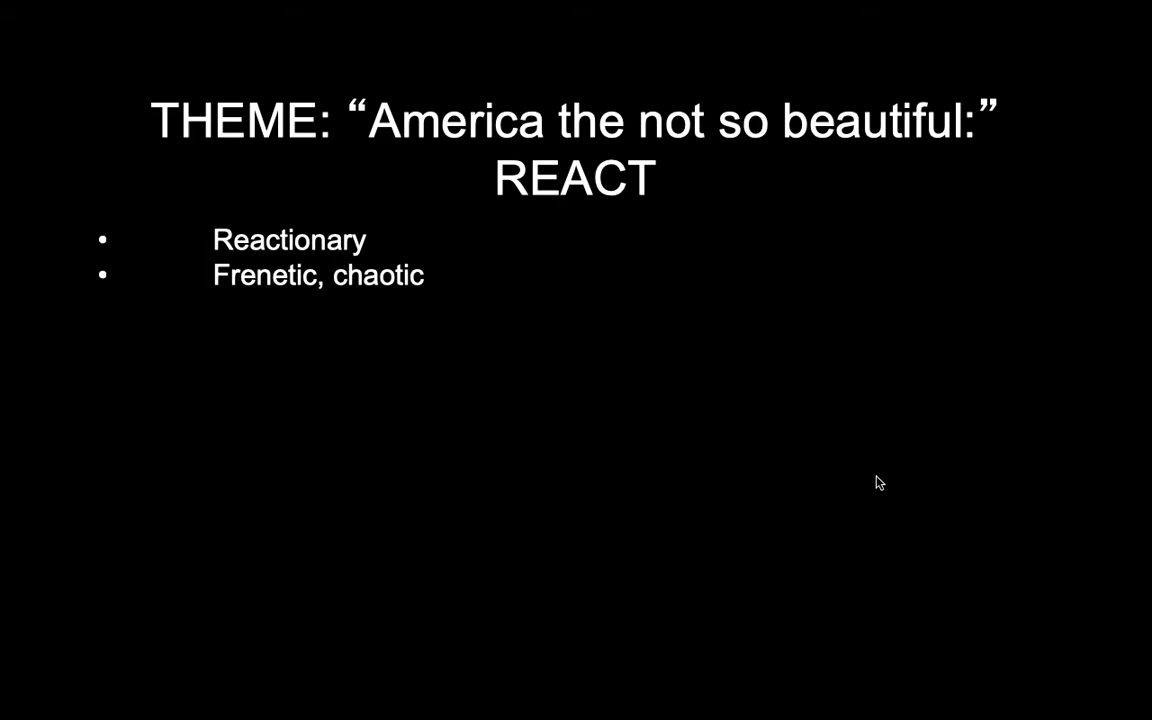 THEME: “America the not so beautiful:”
REACT
• Reactionary
• Frenetic, chaotic